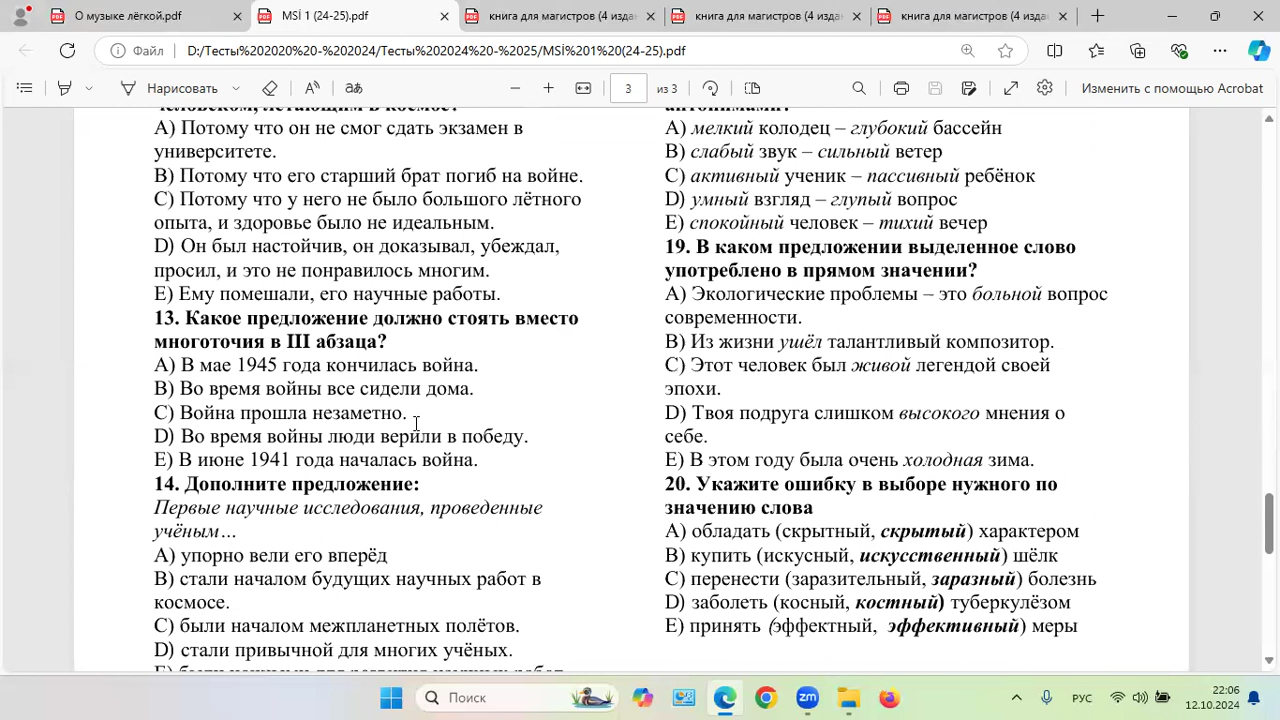 О музыке лёгкой.pdf
MSİ 1 (24-25).pdf
книга для магистров (4 изда
книга для магистров (4 изда
книга для магистров (4 изда
Файл
D:/Тесты%202020%20-%202024/Тесты%202024%20-%2025/MSİ%201%20(24-25).pdf
Рисовать
3
из 3
Изменить с помощью Acrobat
человеком, летающим в космос?
A) Потому что он не смог сдать экзамен в
университете.
B) Потому что его старший брат погиб на войне.
C) Потому что у него не было большого лётного
опыта, и здоровье было не идеальным.
D) Он был настойчив, он доказывал, убеждал,
просил, и это не понравилось многим.
E) Ему помешали, его научные работы.
13. Какое предложение должно стоять вместо
многоточия в III абзаца?
A) В мае 1945 года кончилась война.
B) Во время войны все сидели дома.
C) Война прошла незаметно.
D) Во время войны люди верили в победу.
E) В июне 1941 года началась война.
14. Дополните предложение:
Первые научные исследования, проведенные
учёным…
A) упорно вели его вперёд
B) стали началом будущих научных работ в
космосе.
C) были началом межпланетных полётов.
D) стали привычной для многих учёных.
антонимами?
A) мелкий колодец – глубокий бассейн
B) слабый звук – сильный ветер
C) активный ученик – пассивный ребёнок
D) умный взгляд – глупый вопрос
E) спокойный человек – тихий вечер
19. В каком предложении выделенное слово
употреблено в прямом значении?
A) Экологические проблемы – это больной вопрос
современности.
B) Из жизни ушёл талантливый композитор.
C) Этот человек был живой легендой своей
эпохи.
D) Твоя подруга слишком высокого мнения о
себе.
E) В этом году была очень холодная зима.
20. Укажите ошибку в выборе нужного по
значению слова
A) обладать (скрытный, скрытый) характером
B) купить (искусный, искусственный) шёлк
C) перенести (заразительный, заразный) болезнь
D) заболеть (косный, костный) туберкулёзом
E) принять (эффектный, эффективный) меры
Поиск
РУС
22:06
12.10.2024